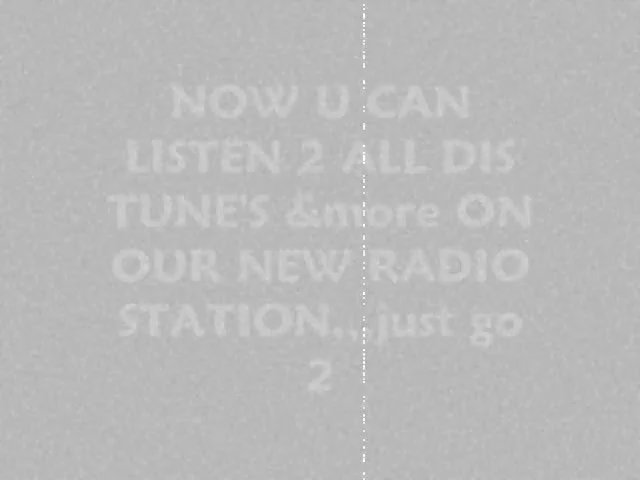 NOW U CAN
LISTEN 2 ALL DIS
TUNE'S &more ON
OUR NEW RADIO
STATION.,.just go
2